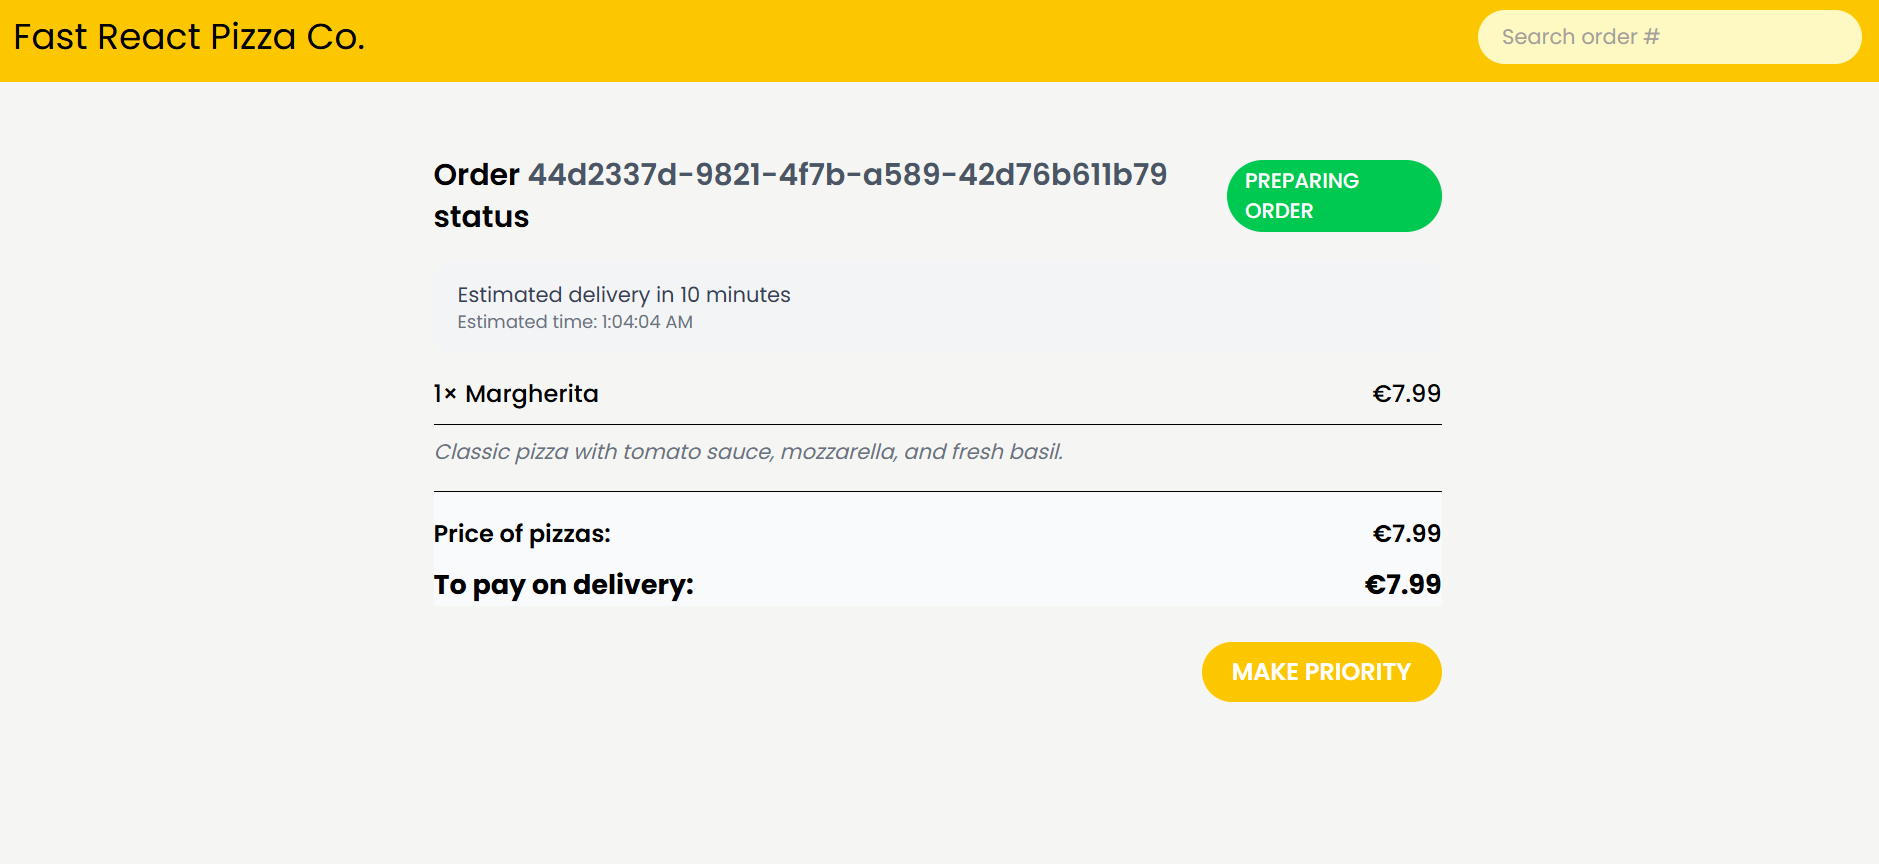 Fast React Pizza Co.
Search order #
Order 44d2337d-9821-4f7b-a589-42d76b611b79
status
PREPARING
ORDER
Estimated delivery in 10 minutes
Estimated time: 1:04:04 AM
1× Margherita €7.99
Classic pizza with tomato sauce, mozzarella, and fresh basil.
Price of pizzas: €7.99
To pay on delivery: €7.99
MAKE PRIORITY